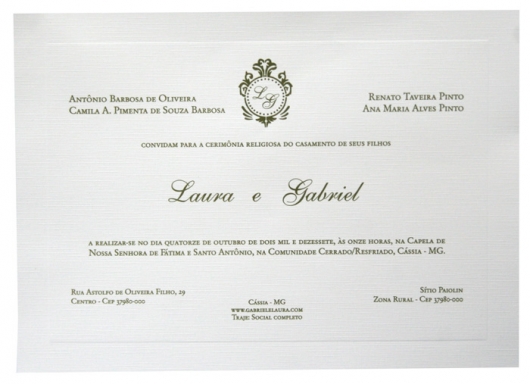 LG
ANTÔNIO BARBOSA DE OLIVEIRA
CAMILA A. PIMENTA DE SOUZA BARBOSA
RENATO TAVEIRA PINTO
ANA MARIA ALVES PINTO
CONVIDAM PARA A CERIMÔNIA RELIGIOSA DO CASAMENTO DE SEUS FILHOS
Laura e Gabriel
A REALIZAR-SE NO DIA QUATORZE DE OUTUBRO DE DOIS MIL E DEZESSETE, ÀS ONZE HORAS, NA CAPELA DE
NOSSA SENHORA DE FÁTIMA E SANTO ANTÔNIO, NA COMUNIDADE CERRADO/RESFRIADO, CÁSSIA - MG.
RUA ASTOLFO DE OLIVEIRA FILHO, 29
CENTRO - CEP 37980-000
CÁSSIA - MG
WWW.GABRIELELAURA.COM
TRAJE: SOCIAL COMPLETO
SÍTIO PAIOLIN
ZONA RURAL - CEP 37980-000